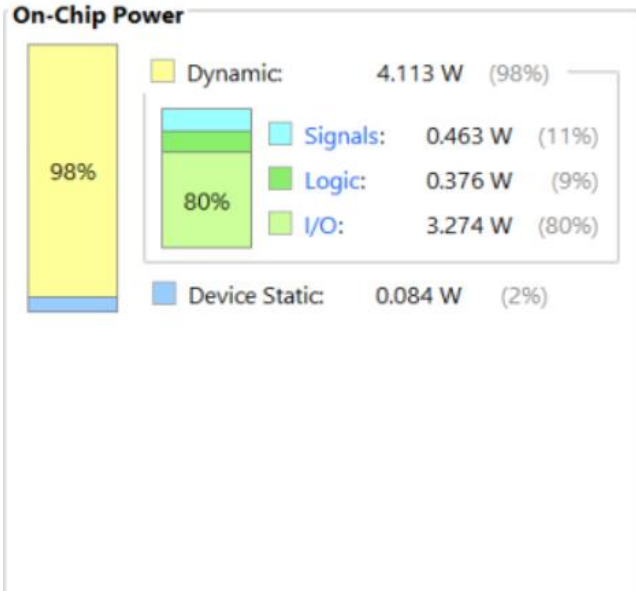 On-Chip Power
Dynamic: 4.113 W (98%)
98%
80%
Signals: 0.463 W (11%)
Logic: 0.376 W (9%)
I/O: 3.274 W (80%)
Device Static: 0.084 W (2%)